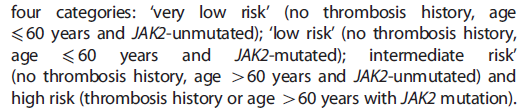 four categories: ‘very low risk’ (no thrombosis history, age
⩽60 years and JAK2-unmutated); ‘low risk’ (no thrombosis history,
age ⩽60 years and JAK2-mutated); intermediate risk’
(no thrombosis history, age >60 years and JAK2-unmutated) and
high risk (thrombosis history or age >60 years with JAK2 mutation).